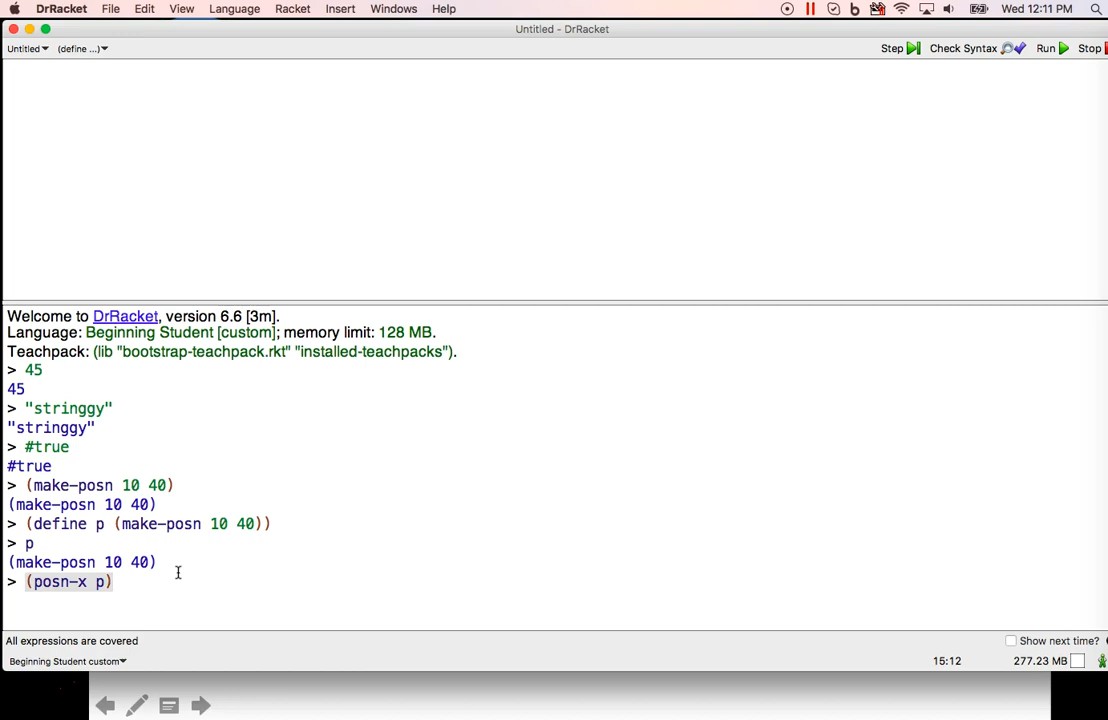 DrRacket File Edit View Language Racket Insert Windows Help Wed 12:11 PM
Untitled - DrRacket
Untitled (define ...) Step Check Syntax Run Stop
Welcome to DrRacket, version 6.6 [3m].
Language: Beginning Student [custom]; memory limit: 128 MB.
Teachpack: (lib "bootstrap-teachpack.rkt" "installed-teachpacks").
> 45
45
> "stringgy"
"stringgy"
> #true
#true
> (make-posn 10 40)
(make-posn 10 40)
> (define p (make-posn 10 40))
> p
(make-posn 10 40)
> (posn-x p)
All expressions are covered Show next time?
Beginning Student custom 15:12 277.23 MB